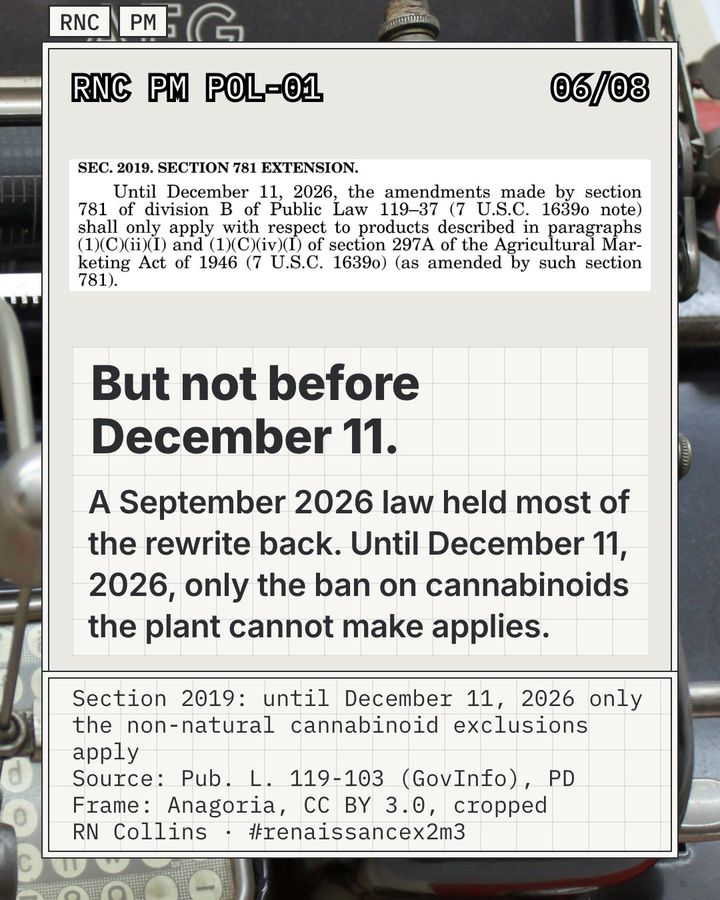 AEG
RNC PM
RNC PM POL-01 06/08
SEC. 2019. SECTION 781 EXTENSION.
Until December 11, 2026, the amendments made by section
781 of division B of Public Law 119–37 (7 U.S.C. 1639o note)
shall only apply with respect to products described in paragraphs
(1)(C)(ii)(I) and (1)(C)(iv)(I) of section 297A of the Agricultural Mar-
keting Act of 1946 (7 U.S.C. 1639o) (as amended by such section
781).
But not before
December 11.
A September 2026 law held most of
the rewrite back. Until December 11,
2026, only the ban on cannabinoids
the plant cannot make applies.
Section 2019: until December 11, 2026 only
the non-natural cannabinoid exclusions
apply
Source: Pub. L. 119-103 (GovInfo), PD
Frame: Anagoria, CC BY 3.0, cropped
RN Collins · #renaissancex2m3